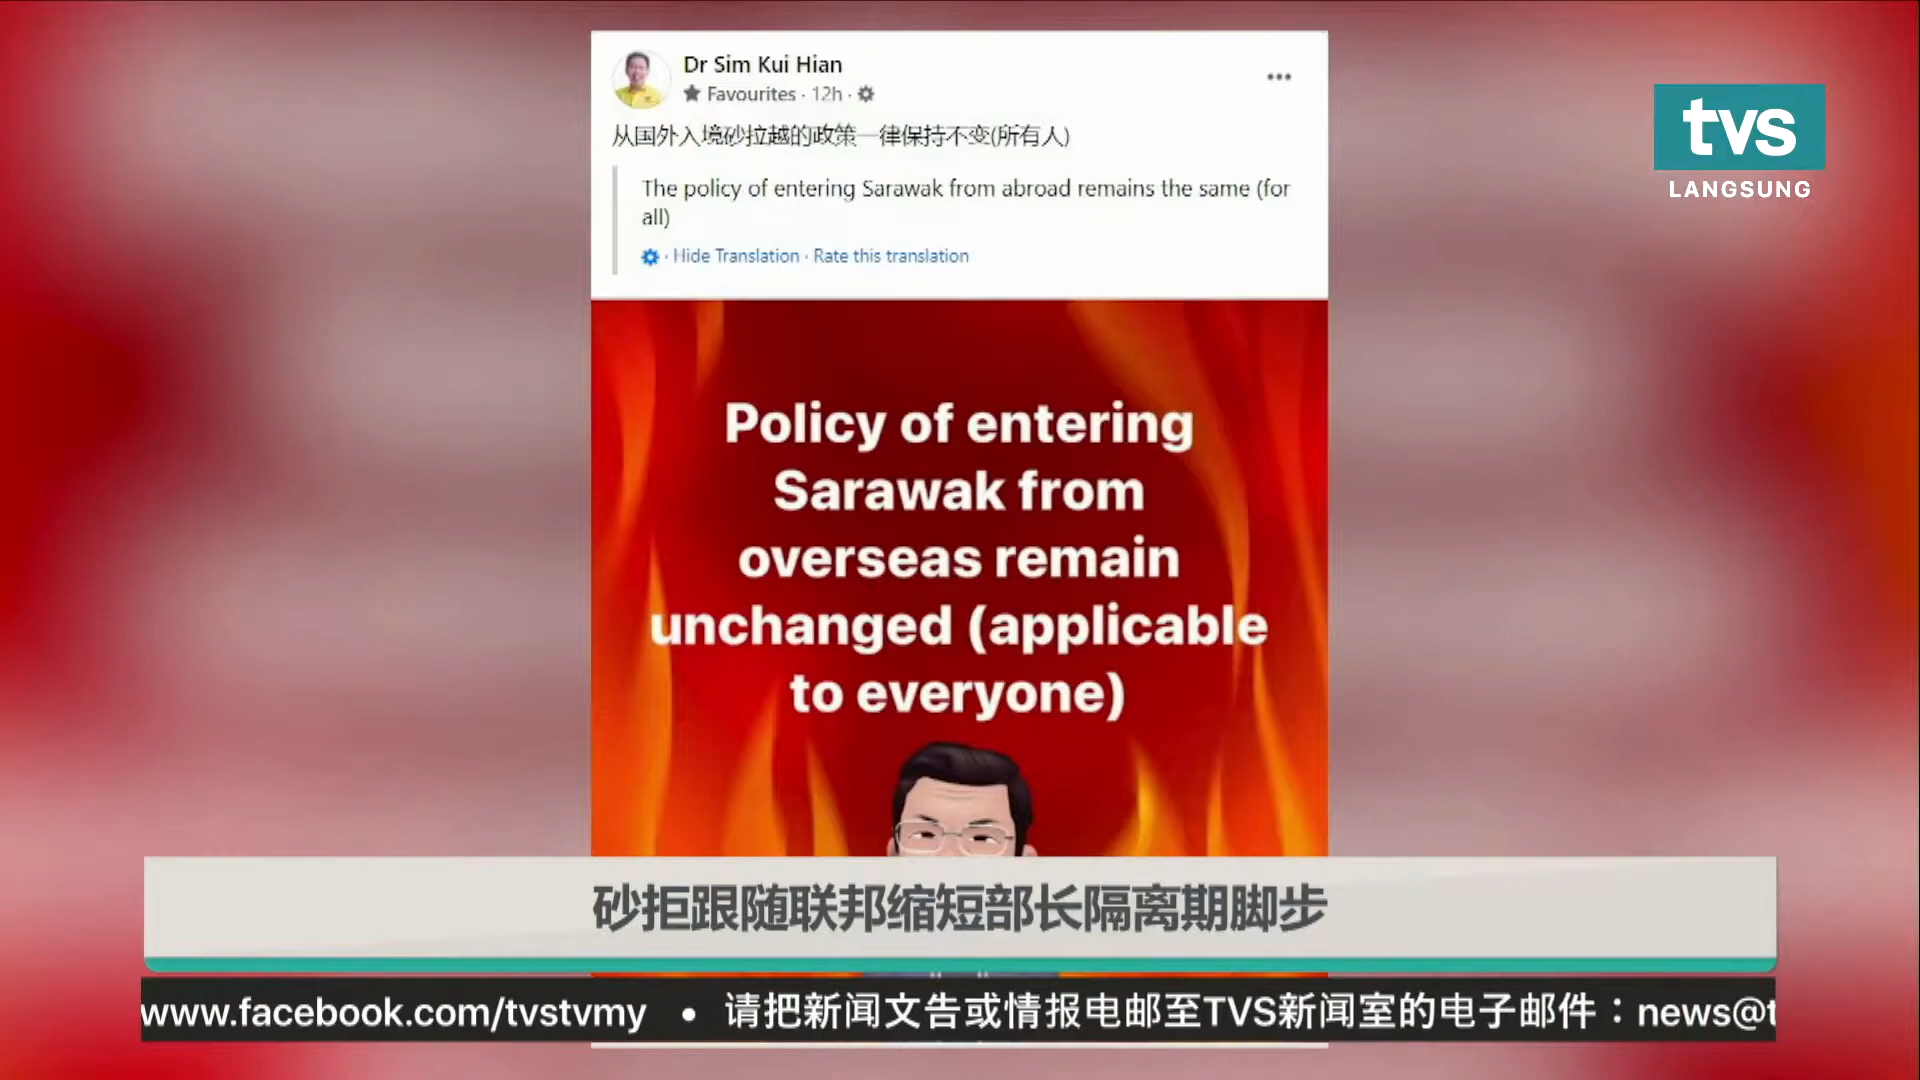 Dr Sim Kui Hian
Favourites · 12h ·
从国外入境砂拉越的政策一律保持不变(所有人)
The policy of entering Sarawak from abroad remains the same (for
all)
· Hide Translation · Rate this translation
tvs
LANGSUNG
Policy of entering
Sarawak from
overseas remain
unchanged (applicable
to everyone)
砂拒跟随联邦缩短部长隔离期脚步
www.facebook.com/tvstvmy • 请把新闻文告或情报电邮至TVS新闻室的电子邮件：news@t